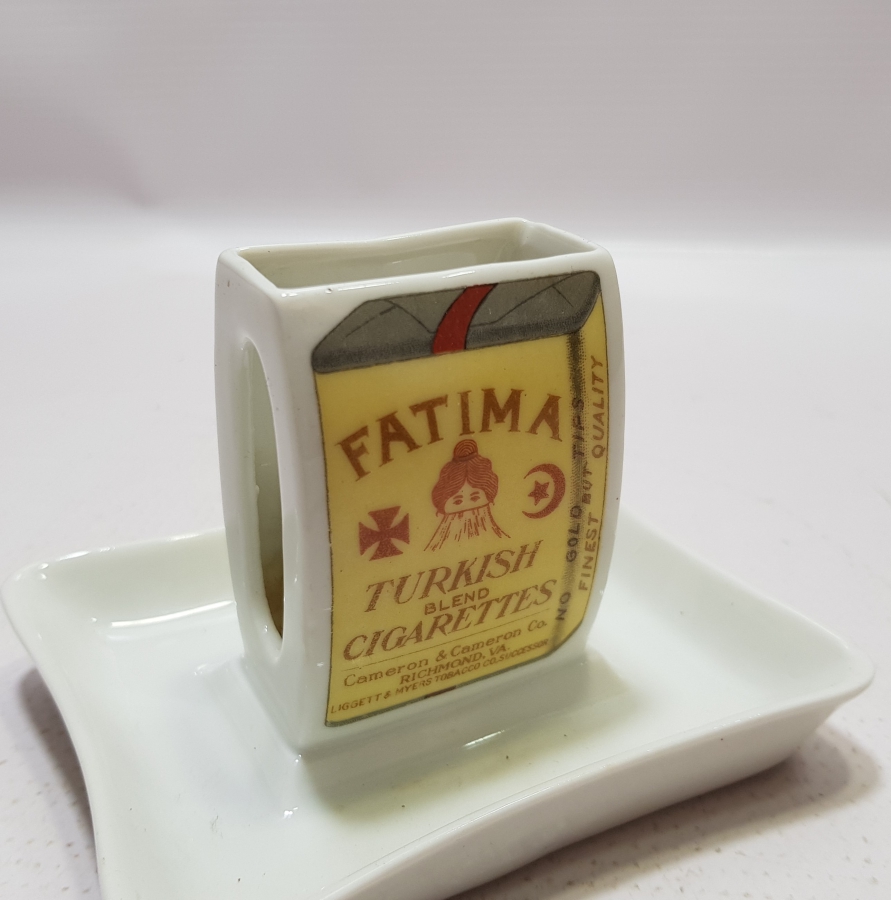 FATIMA
TURKISH
BLEND
CIGARETTES
Cameron & Cameron Co.
RICHMOND, VA.
LIGGETT & MYERS TOBACCO CO. SUCCESSOR
NO GOLD TIPS
FINEST BUT QUALITY